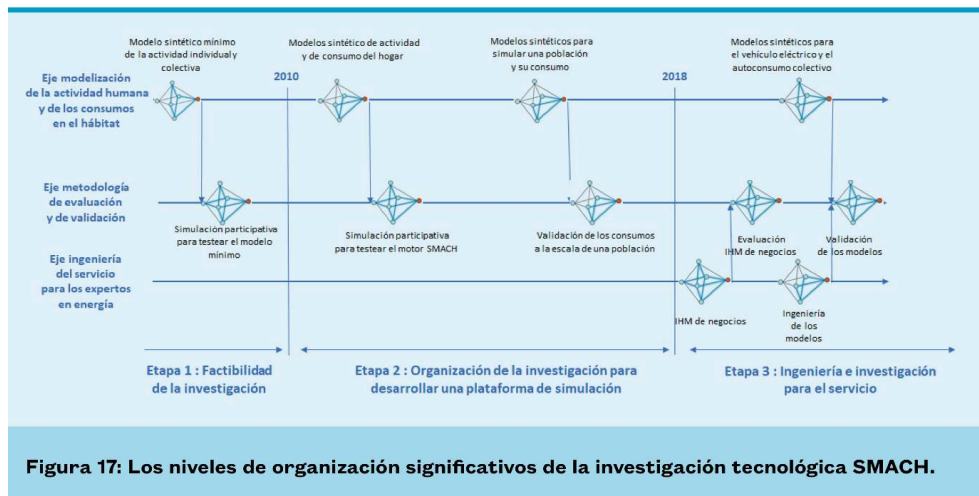 Modelo sintético mínimo
de la actividad individualy
colectiva
Modelos sintético de actividad
y de consumo del hogar
Modelos sintéticos para
simular una población
y su consumo
Modelos sintéticos para
el vehículo eléctrico y el
autoconsumo colectivo
2010
2018
Eje modelización
de la actividad humana
y de los consumos
en el hábitat
Eje metodología
de evaluación
y de validación
Simulación participativa
para testear el modelo
mínimo
Simulación participativa
para testear el motor SMACH
Validación de los consumos
a la escala de una población
Evaluación
IHM de negocios
Validación
de los modelos
Eje ingeniería
del servicio
para los expertos
en energía
IHM de negocios
Ingeniería
de los
modelos
Etapa 1 : Factibilidad
de la investigación
Etapa 2 : Organización de la investigación para
desarrollar una plataforma de simulación
Etapa 3 : Ingeniería e investigación
para el servicio
Figura 17: Los niveles de organización significativos de la investigación tecnológica SMACH.